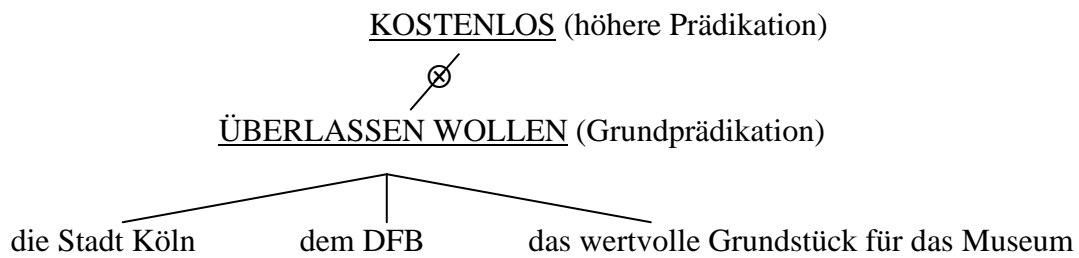 KOSTENLOS (höhere Prädikation)
ÜBERLASSEN WOLLEN (Grundprädikation)
die Stadt Köln dem DFB das wertvolle Grundstück für das Museum